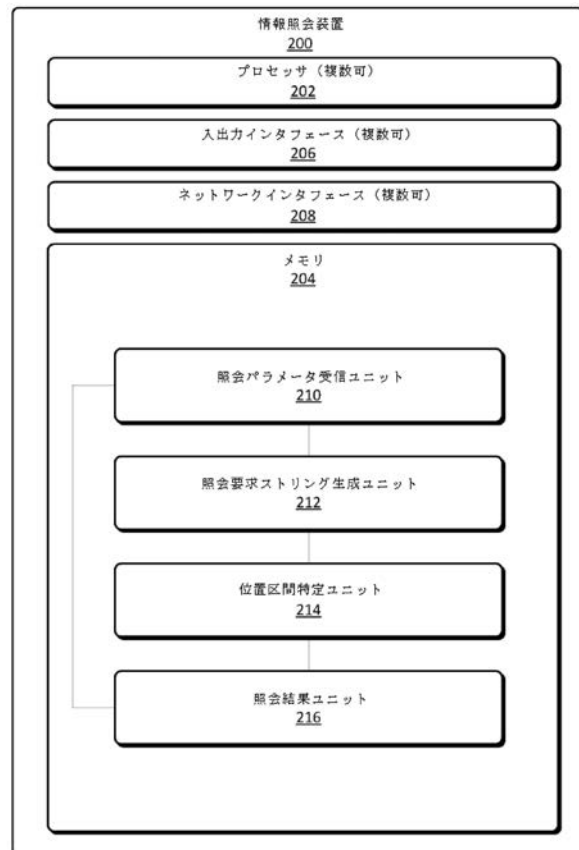 情報照会装置
200
プロセッサ（複数可）
202
入出力インタフェース（複数可）
206
ネットワークインタフェース（複数可）
208
メモリ
204
照会パラメータ受信ユニット
210
照会要求ストリング生成ユニット
212
位置区間特定ユニット
214
照会結果ユニット
216